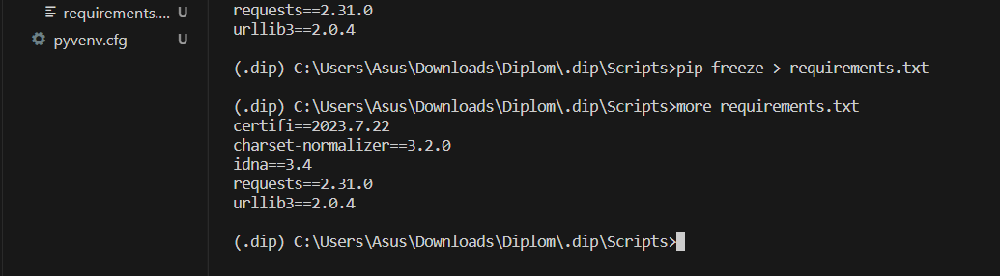 requirements....
U
pyvenv.cfg
U
requests==2.31.0
urllib3==2.0.4
(.dip) C:\Users\Asus\Downloads\Diplom\.dip\Scripts>pip freeze > requirements.txt
(.dip) C:\Users\Asus\Downloads\Diplom\.dip\Scripts>more requirements.txt
certifi==2023.7.22
charset-normalizer==3.2.0
idna==3.4
requests==2.31.0
urllib3==2.0.4
(.dip) C:\Users\Asus\Downloads\Diplom\.dip\Scripts>